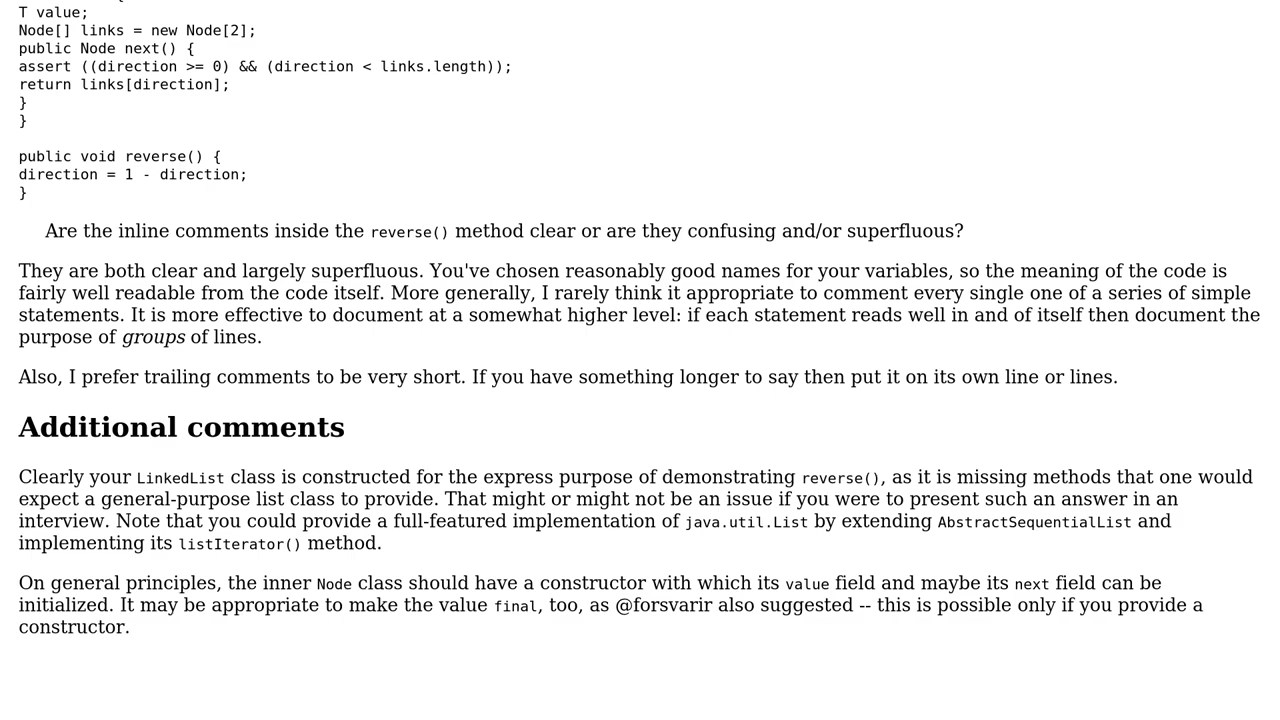 T value;
Node[] links = new Node[2];
public Node next() {
assert ((direction >= 0) && (direction < links.length));
return links[direction];
}
}
public void reverse() {
direction = 1 - direction;
}
Are the inline comments inside the reverse() method clear or are they confusing and/or superfluous?
They are both clear and largely superfluous. You've chosen reasonably good names for your variables, so the meaning of the code is
fairly well readable from the code itself. More generally, I rarely think it appropriate to comment every single one of a series of simple
statements. It is more effective to document at a somewhat higher level: if each statement reads well in and of itself then document the
purpose of groups of lines.
Also, I prefer trailing comments to be very short. If you have something longer to say then put it on its own line or lines.
Additional comments
Clearly your LinkedList class is constructed for the express purpose of demonstrating reverse(), as it is missing methods that one would
expect a general-purpose list class to provide. That might or might not be an issue if you were to present such an answer in an
interview. Note that you could provide a full-featured implementation of java.util.List by extending AbstractSequentialList and
implementing its listIterator() method.
On general principles, the inner Node class should have a constructor with which its value field and maybe its next field can be
initialized. It may be appropriate to make the value final, too, as @forsvarir also suggested -- this is possible only if you provide a
constructor.